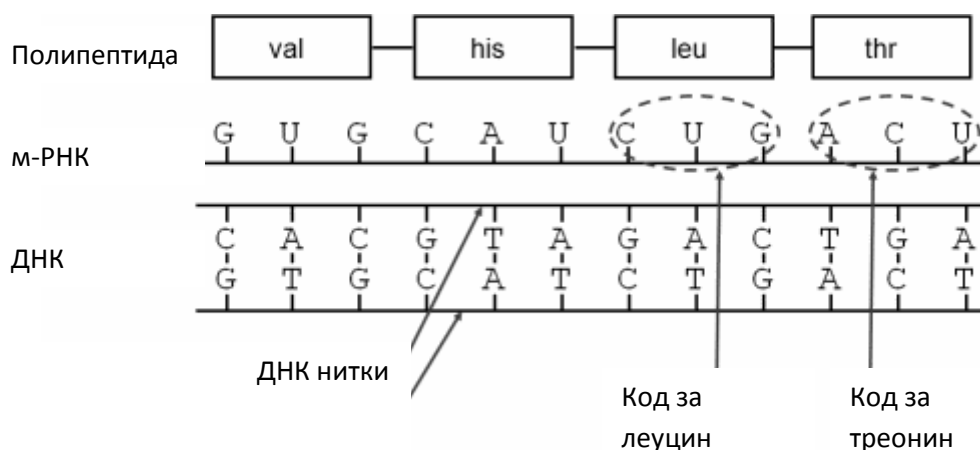 Полипептида val his leu thr
м-РНК G U G C A U C U G A C U
ДНК C A C G T A G A C T G A
G T G C A T C T G A C T
ДНК нитки
Код за леуцин
Код за треонин